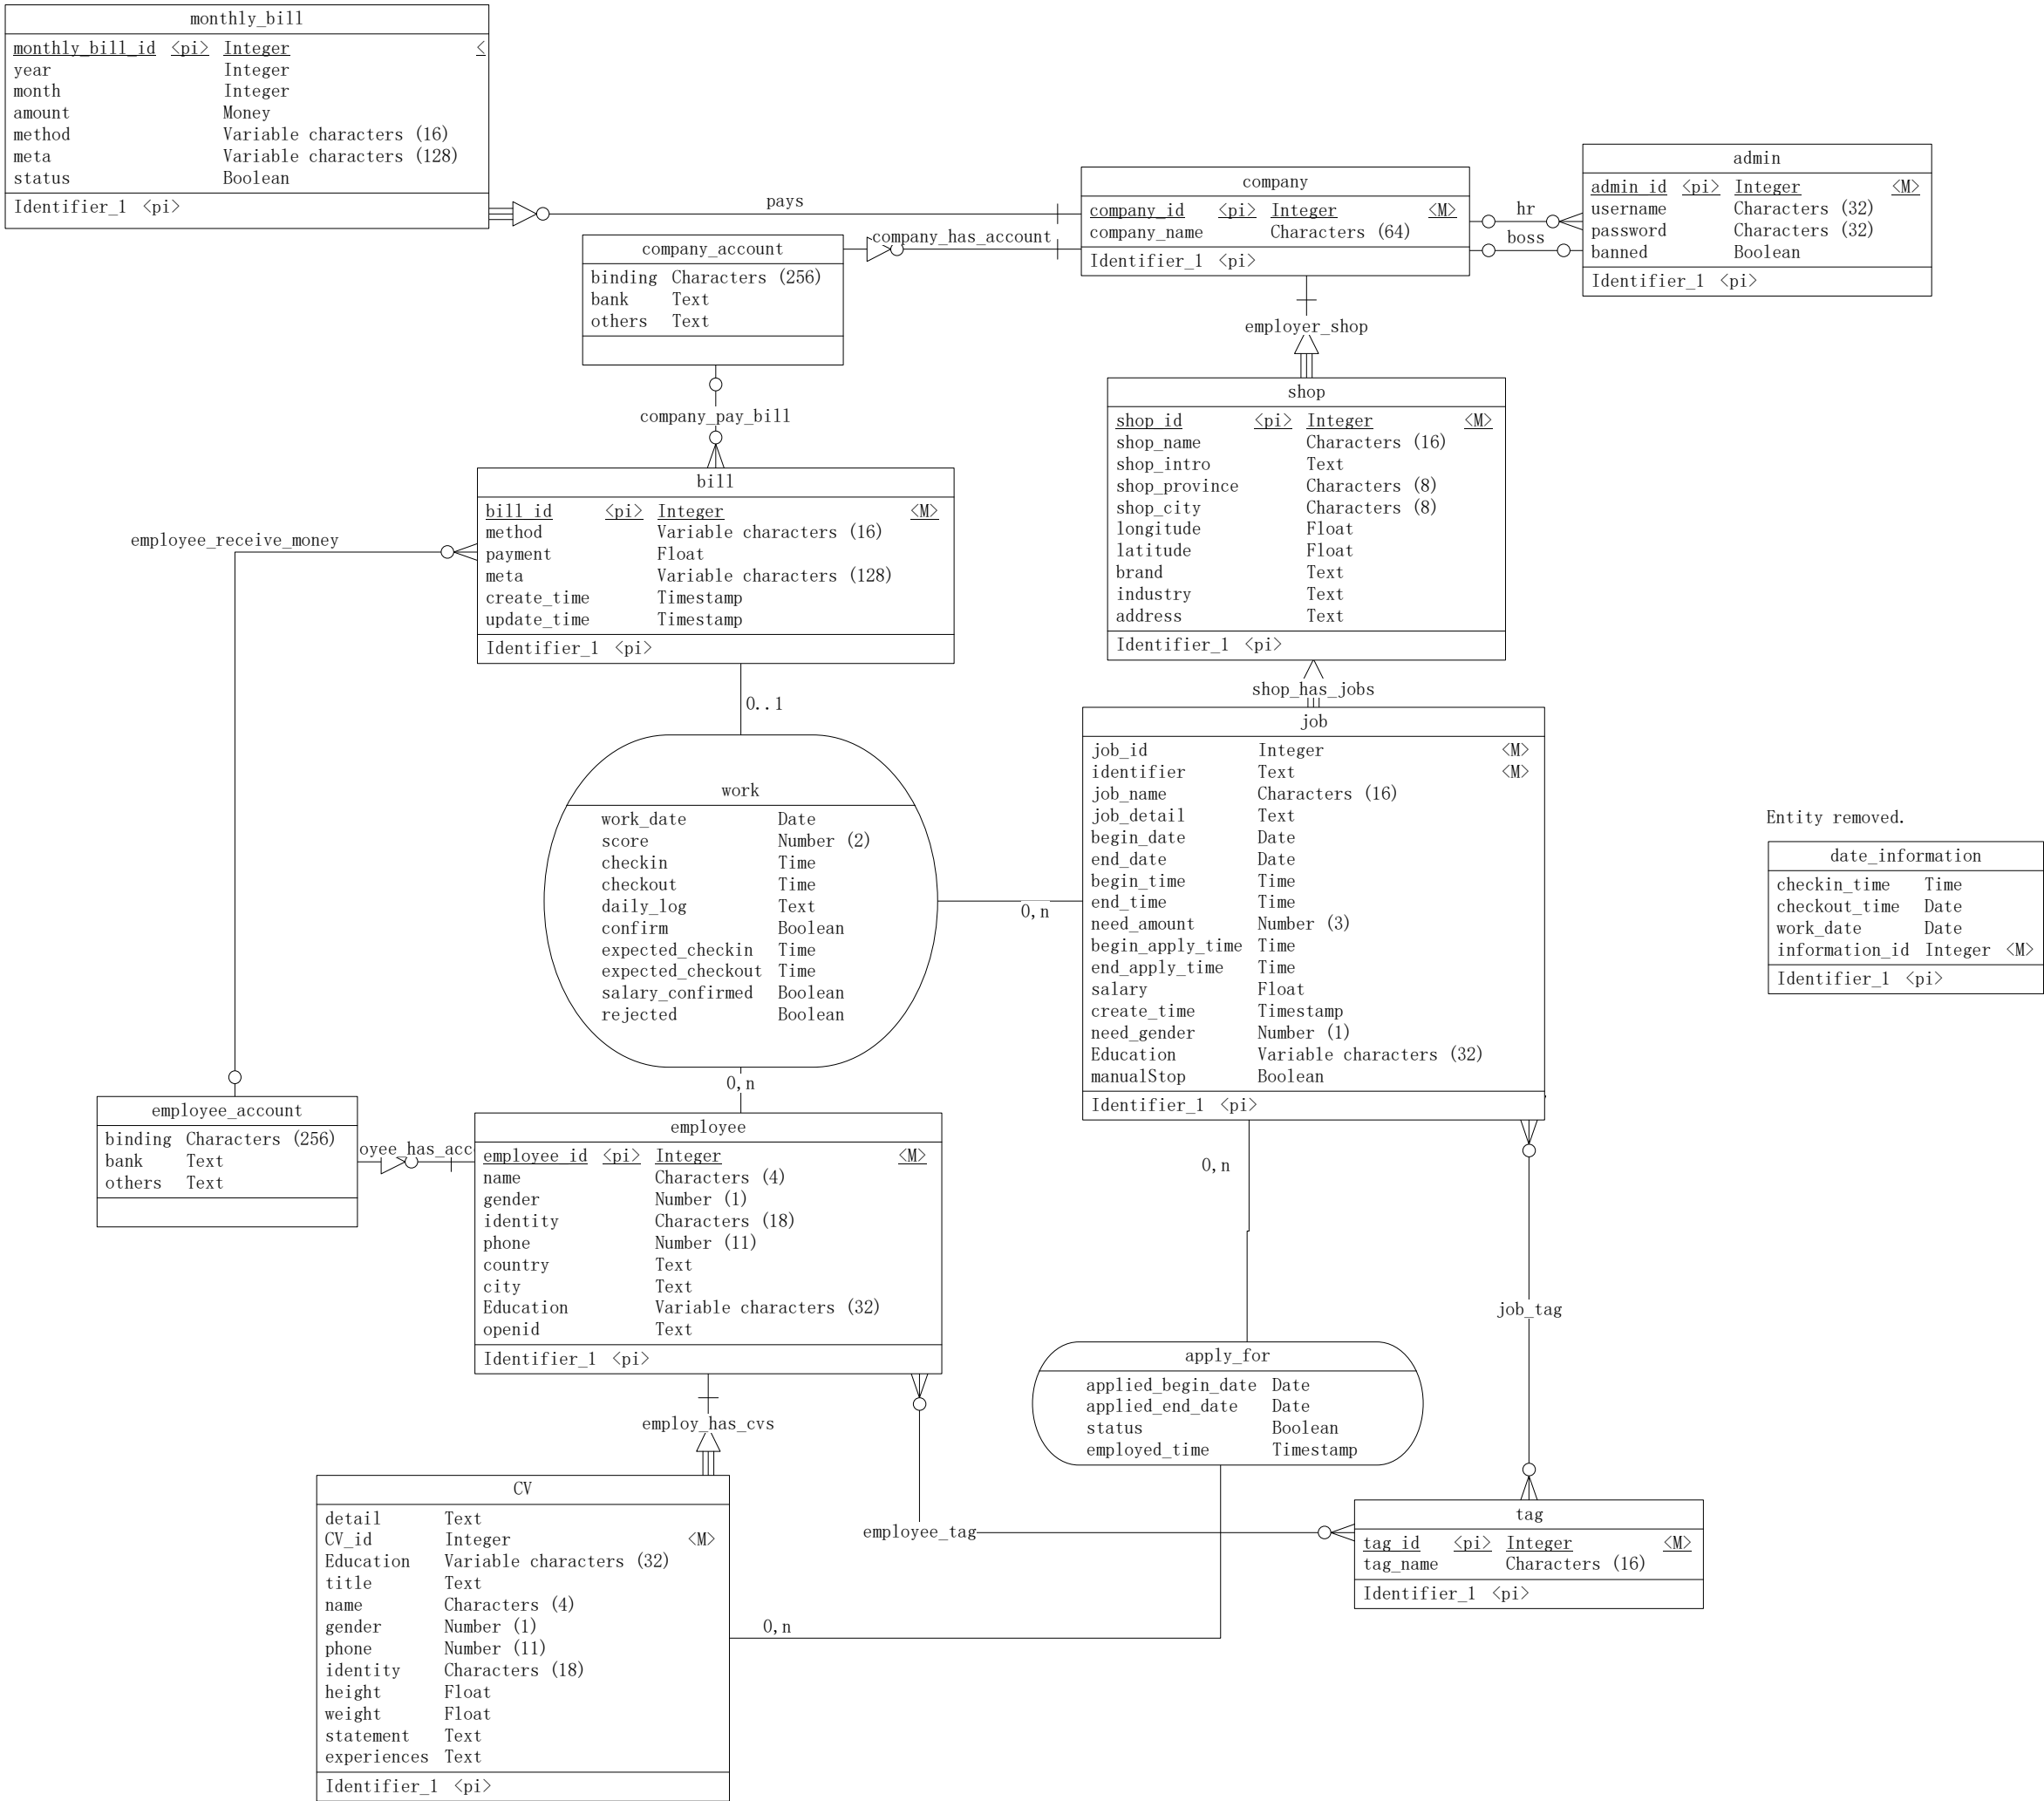 monthly_bill
monthly_bill_id <pi> Integer <
year Integer
month Integer
amount Money
method Variable characters (16)
meta Variable characters (128)
status Boolean
Identifier_1 <pi>
pays
company
company_id <pi> Integer <M>
company_name Characters (64)
Identifier_1 <pi>
hr
boss
admin
admin_id <pi> Integer <M>
username Characters (32)
password Characters (32)
banned Boolean
Identifier_1 <pi>
company_has_account
company_account
binding Characters (256)
bank Text
others Text
employer_shop
company_pay_bill
shop
shop_id <pi> Integer <M>
shop_name Characters (16)
shop_intro Text
shop_province Characters (8)
shop_city Characters (8)
longitude Float
latitude Float
brand Text
industry Text
address Text
Identifier_1 <pi>
bill
bill_id <pi> Integer <M>
method Variable characters (16)
payment Float
meta Variable characters (128)
create_time Timestamp
update_time Timestamp
Identifier_1 <pi>
employee_receive_money
0..1
shop_has_jobs
job
job_id Integer <M>
identifier Text <M>
job_name Characters (16)
job_detail Text
begin_date Date
end_date Date
begin_time Time
end_time Time
need_amount Number (3)
begin_apply_time Time
end_apply_time Time
salary Float
create_time Timestamp
need_gender Number (1)
Education Variable characters (32)
manualStop Boolean
Identifier_1 <pi>
work
work_date Date
score Number (2)
checkin Time
checkout Time
daily_log Text
confirm Boolean
expected_checkin Time
expected_checkout Time
salary_confirmed Boolean
rejected Boolean
0,n
0,n
Entity removed.
date_information
checkin_time Time
checkout_time Date
work_date Date
information_id Integer <M>
Identifier_1 <pi>
employee_account
binding Characters (256)
bank Text
others Text
oyee_has_acc
employee
employee_id <pi> Integer <M>
name Characters (4)
gender Number (1)
identity Characters (18)
phone Number (11)
country Text
city Text
Education Variable characters (32)
openid Text
Identifier_1 <pi>
0,n
job_tag
apply_for
applied_begin_date Date
applied_end_date Date
status Boolean
employed_time Timestamp
employ_has_cvs
employee_tag
CV
detail Text
CV_id Integer <M>
Education Variable characters (32)
title Text
name Characters (4)
gender Number (1)
phone Number (11)
identity Characters (18)
height Float
weight Float
statement Text
experiences Text
Identifier_1 <pi>
0,n
tag
tag_id <pi> Integer <M>
tag_name Characters (16)
Identifier_1 <pi>